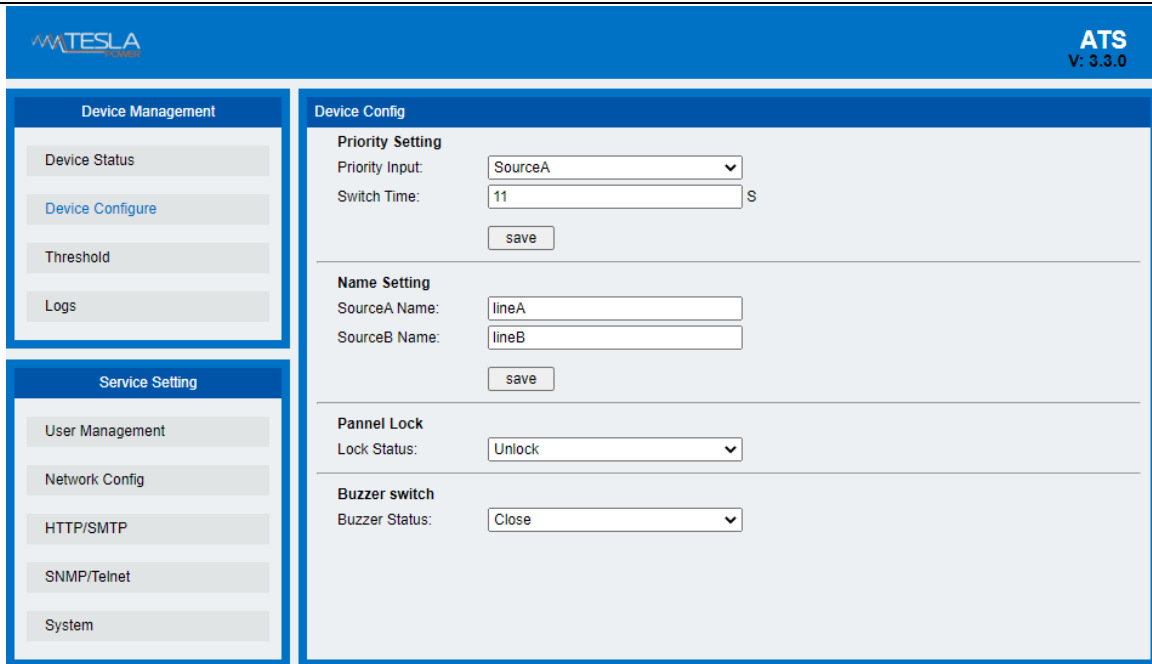 TESLA
POWER
ATS
V: 3.3.0
Device Management
Device Status
Device Configure
Threshold
Logs
Service Setting
User Management
Network Config
HTTP/SMTP
SNMP/Telnet
System
Device Config
Priority Setting
Priority Input: SourceA
Switch Time: 11 S
save
Name Setting
SourceA Name: lineA
SourceB Name: lineB
save
Pannel Lock
Lock Status: Unlock
Buzzer switch
Buzzer Status: Close